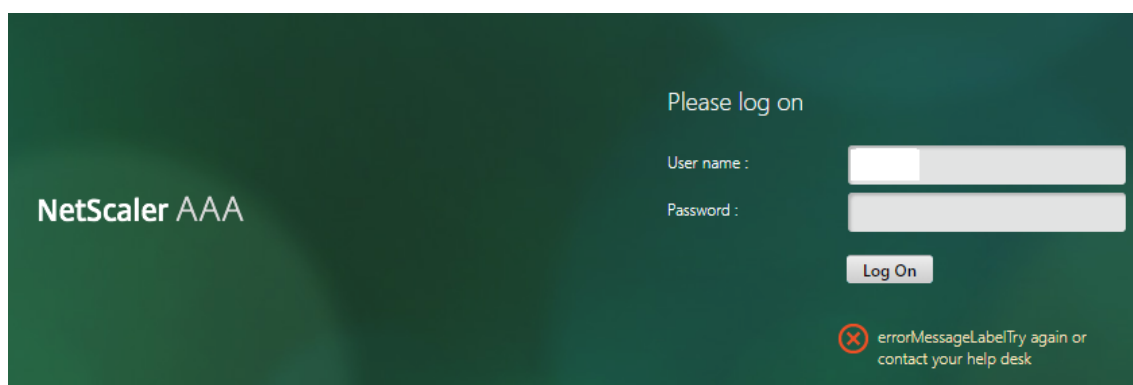 Please log on
User name :
NetScaler AAA
Password :
Log On
errorMessageLabelTry again or
contact your help desk